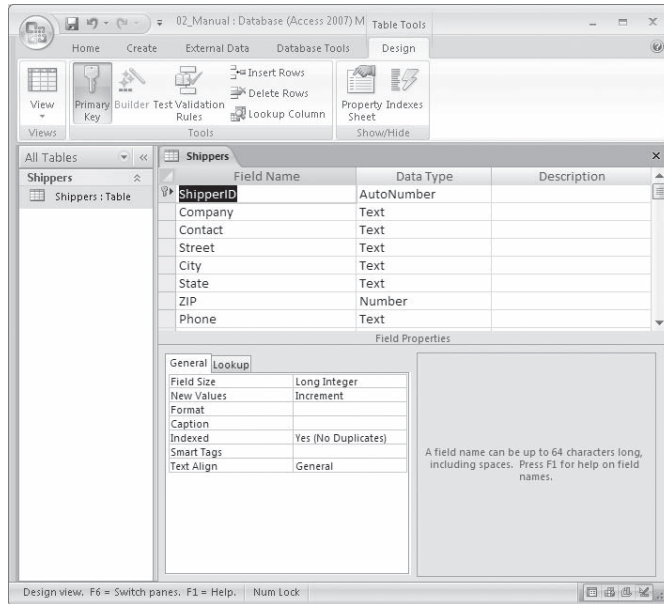 02_Manual : Database (Access 2007) M
Table Tools
Home Create External Data Database Tools Design
View
Primary Key
Builder
Test Validation Rules
Insert Rows
Delete Rows
Lookup Column
Property Sheet
Indexes
Views Tools Show/Hide
All Tables
Shippers
Shippers : Table
Shippers
Field Name Data Type Description
ShipperID AutoNumber
Company Text
Contact Text
Street Text
City Text
State Text
ZIP Number
Phone Text
Field Properties
General Lookup
Field Size Long Integer
New Values Increment
Format
Caption
Indexed Yes (No Duplicates)
Smart Tags
Text Align General
A field name can be up to 64 characters long,
including spaces. Press F1 for help on field
names.
Design view. F6 = Switch panes. F1 = Help. Num Lock